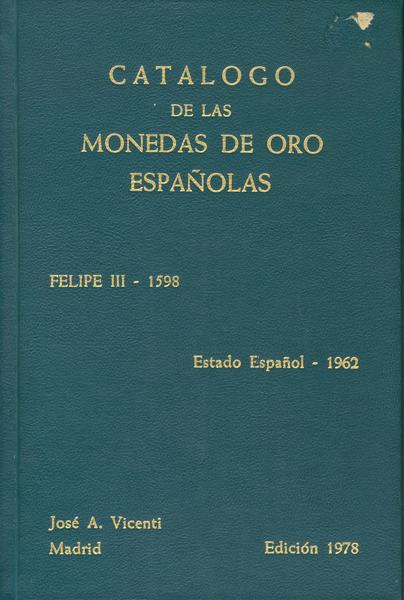 CATALOGO
DE LAS
MONEDAS DE ORO
ESPAÑOLAS
FELIPE III - 1598
Estado Español - 1962
José A. Vicenti
Madrid Edición 1978